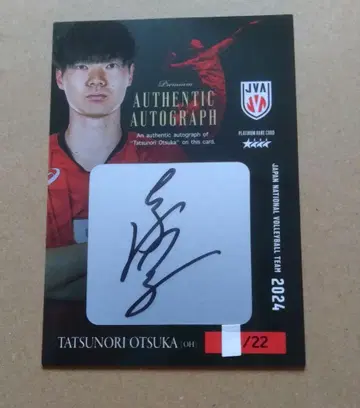 Premium
AUTHENTIC
AUTOGRAPH
An authentic autograph of
"Tatsunori Otsuka" on this card.
JVA
PLATINUM RARE CARD
JAPAN NATIONAL VOLLEYBALL TEAM 2024
TATSUNORI OTSUKA (OH)
/22